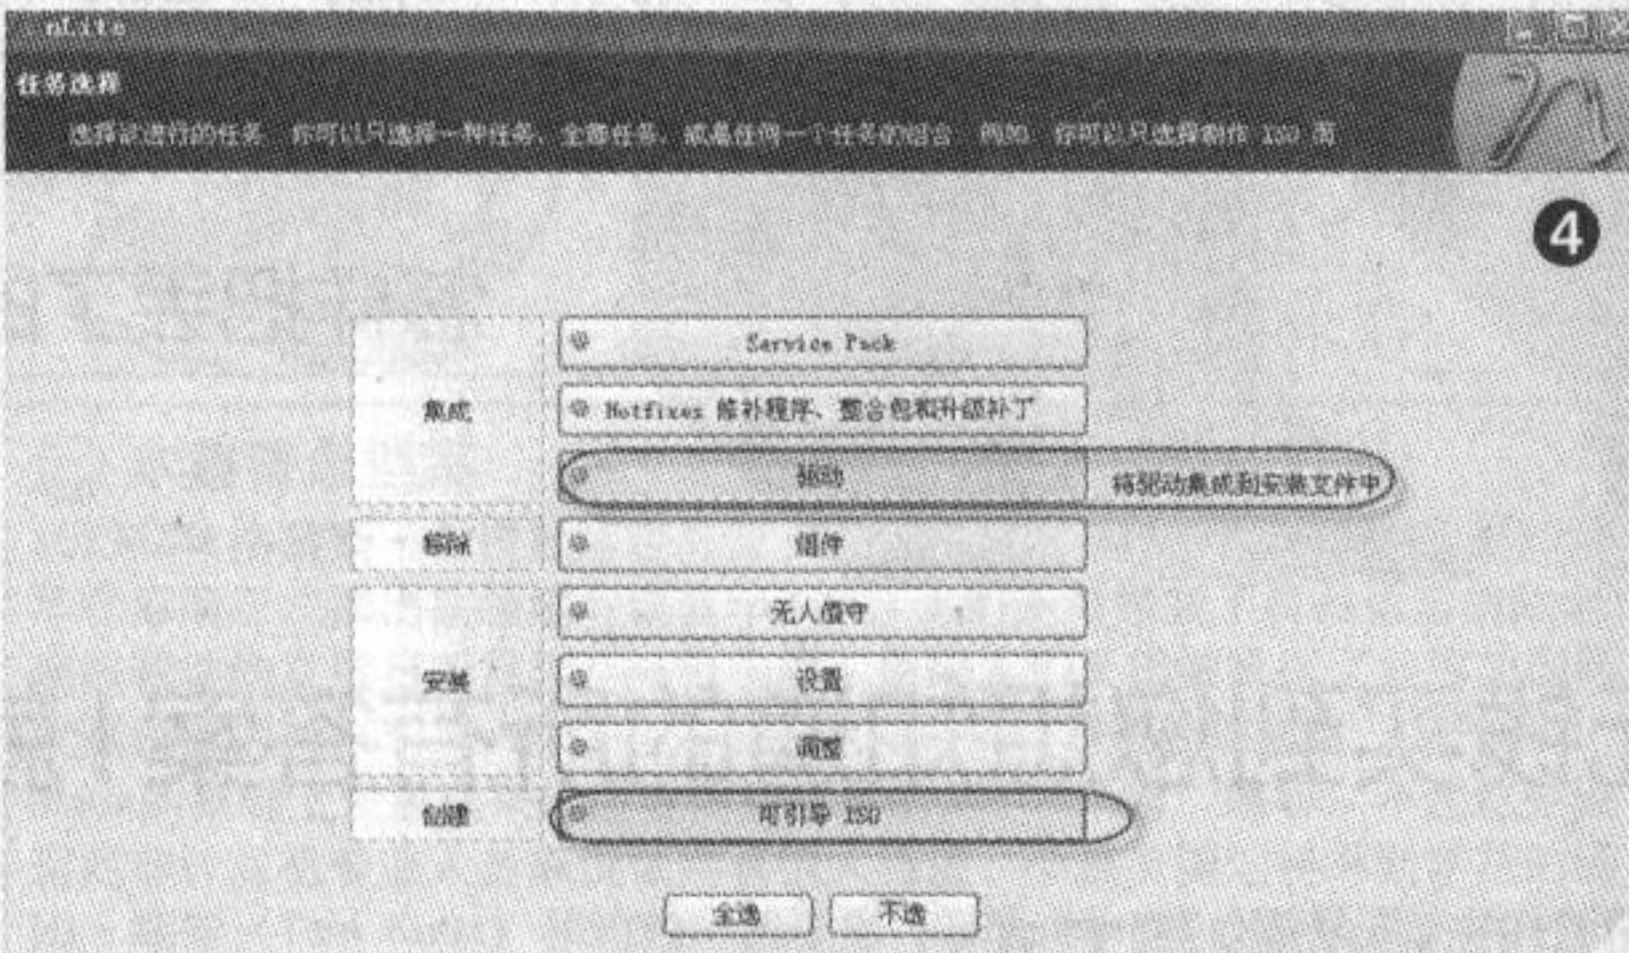 nLite
任务选择
选择欲进行的任务 你可以只选择一种任务、全部任务、或是任何一个任务的组合 例如 你可以只选择制作 ISO 而
4
Service Pack
集成
Hotfixes 修补程序、整合包和升级补丁
驱动
将驱动集成到安装文件中
移除
组件
无人值守
安装
设置
调整
创建
可引导 ISO
全选
不选